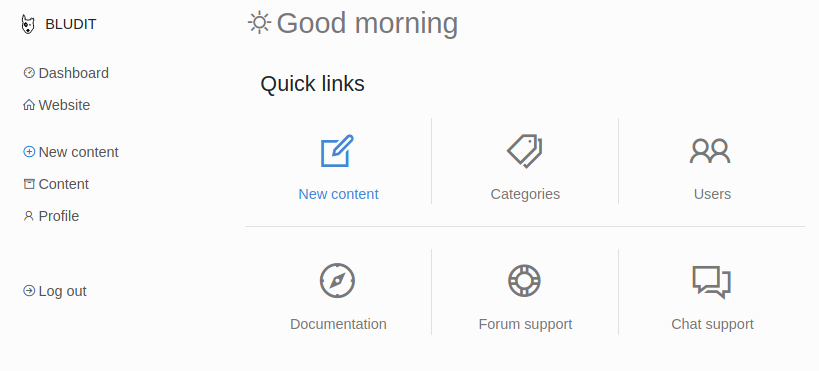 BLUDIT
Dashboard
Website
New content
Content
Profile
Log out
Good morning
Quick links
New content
Categories
Users
Documentation
Forum support
Chat support